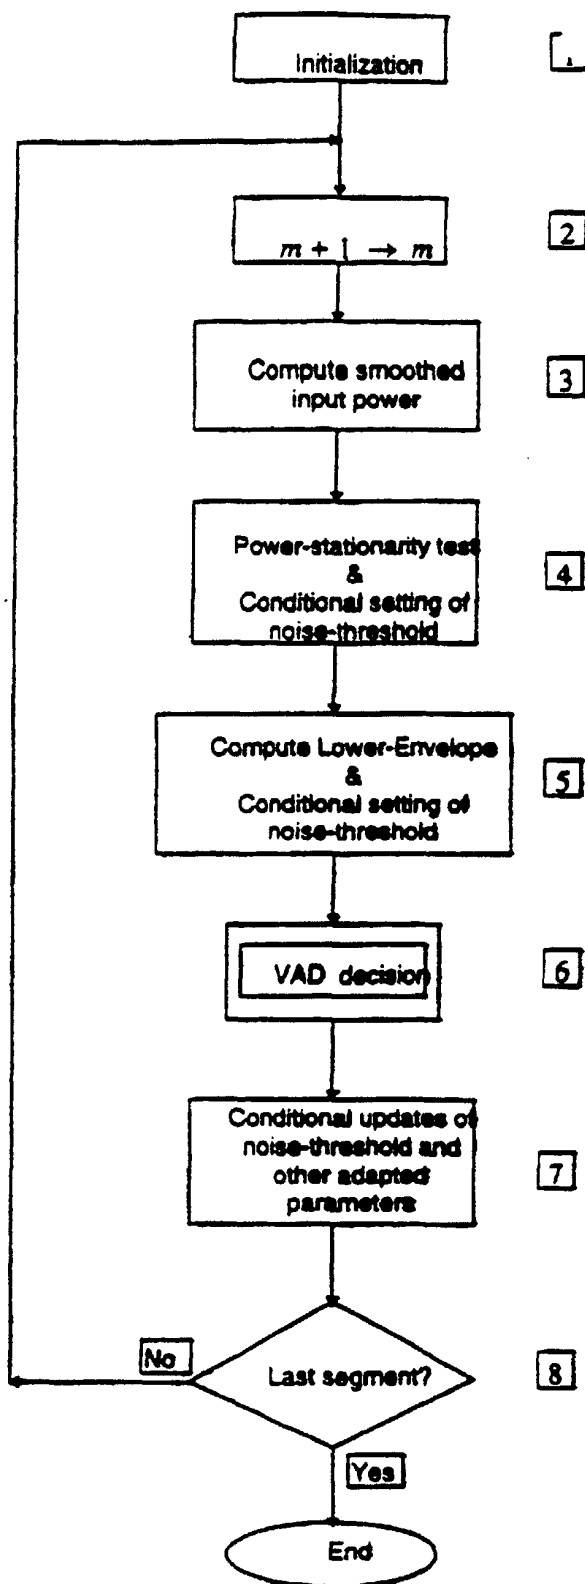 Initialization
m + 1 → m
2
Compute smoothed
input power
3
Power-stationarity test
&
Conditional setting of
noise-threshold
4
Compute Lower-Envelope
&
Conditional setting of
noise-threshold
5
VAD decision
6
Conditional updates of
noise-threshold and
other adapted
parameters
7
No
Last segment?
8
Yes
End